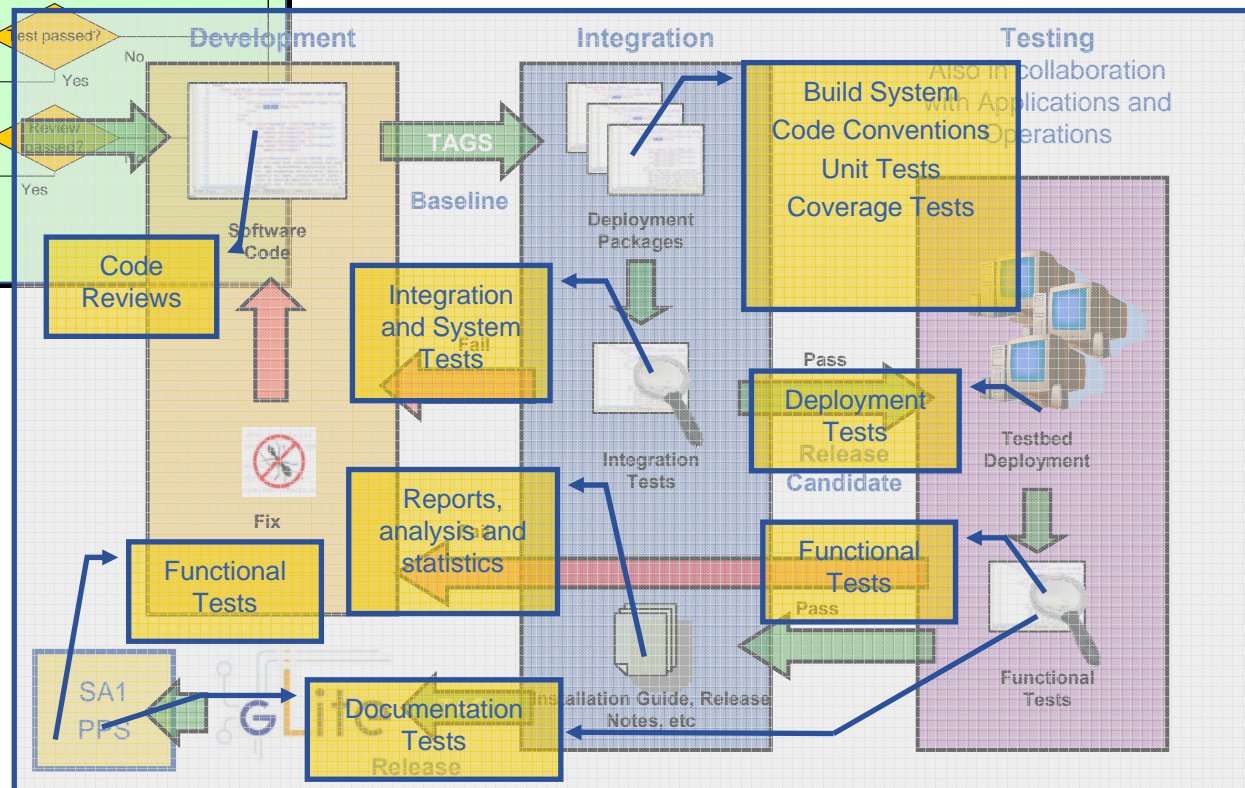 Test passed?
No
Yes
Review
passed?
Yes
Development
Integration
Testing
Also in collaboration
with Applications and
Operations
Software
Code
Code
Reviews
TAGS
Baseline
Deployment
Packages
Build System
Code Conventions
Unit Tests
Coverage Tests
Integration
and System
Tests
Fail
Integration
Tests
Pass
Deployment
Tests
Release
Candidate
Testbed
Deployment
Fix
Reports,
analysis and
statistics
Fail
Functional
Tests
Functional
Tests
Pass
Functional
Tests
SA1
PPS
gLite
Documentation
Tests
Release
Installation Guide, Release
Notes, etc